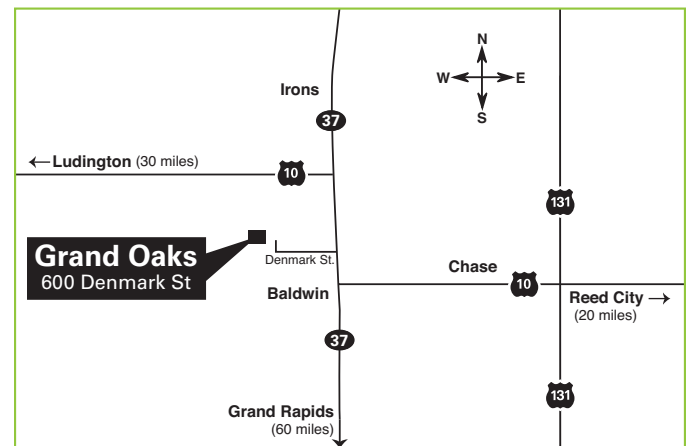 N
W E
S
Irons
37
←Ludington (30 miles)
10
131
Grand Oaks
600 Denmark St
Denmark St.
Chase
10
Baldwin
Reed City →
(20 miles)
37
131
Grand Rapids
(60 miles)